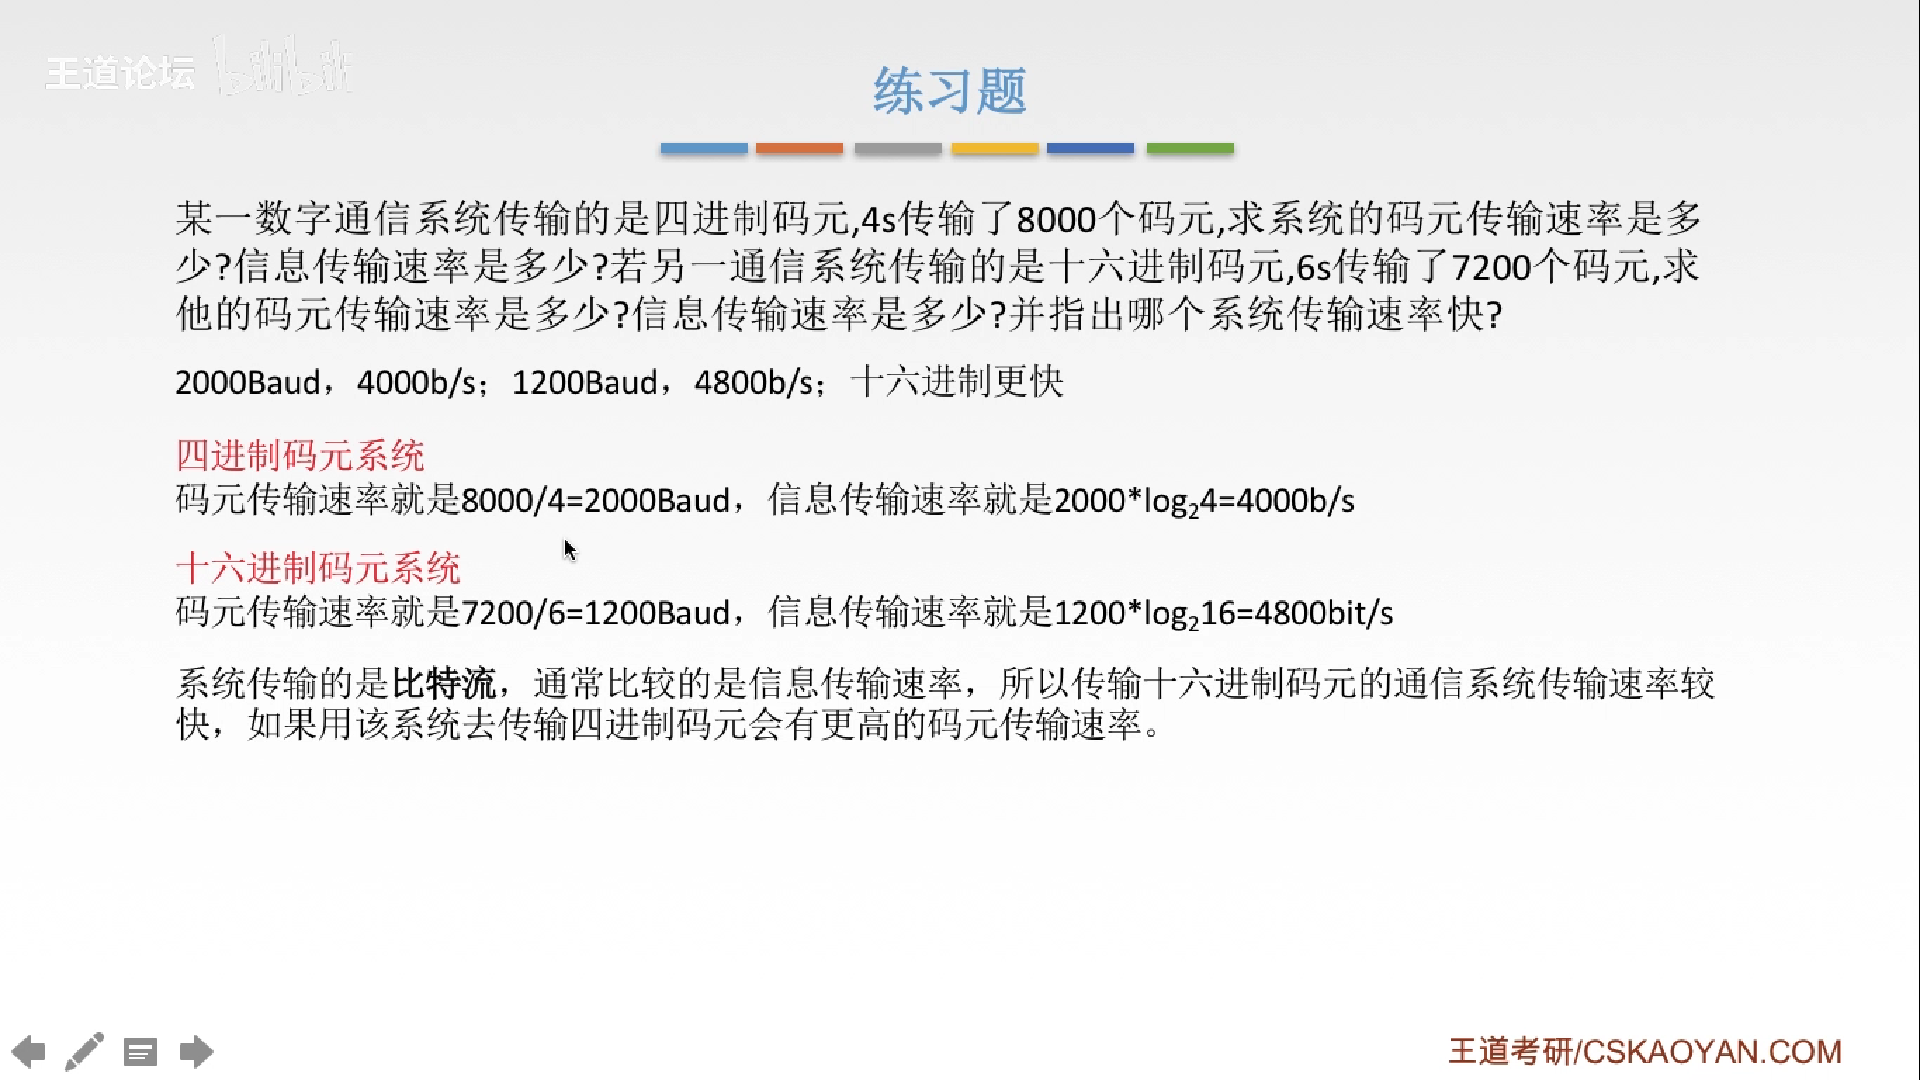 王道论坛 bilibili
练习题
某一数字通信系统传输的是四进制码元,4s传输了8000个码元,求系统的码元传输速率是多
少?信息传输速率是多少?若另一通信系统传输的是十六进制码元,6s传输了7200个码元,求
他的码元传输速率是多少?信息传输速率是多少?并指出哪个系统传输速率快?
2000Baud，4000b/s；1200Baud，4800b/s；十六进制更快
四进制码元系统
码元传输速率就是8000/4=2000Baud，信息传输速率就是2000*log₂4=4000b/s
十六进制码元系统
码元传输速率就是7200/6=1200Baud，信息传输速率就是1200*log₂16=4800bit/s
系统传输的是比特流，通常比较的是信息传输速率，所以传输十六进制码元的通信系统传输速率较
快，如果用该系统去传输四进制码元会有更高的码元传输速率。
王道考研/CSKAOYAN.COM